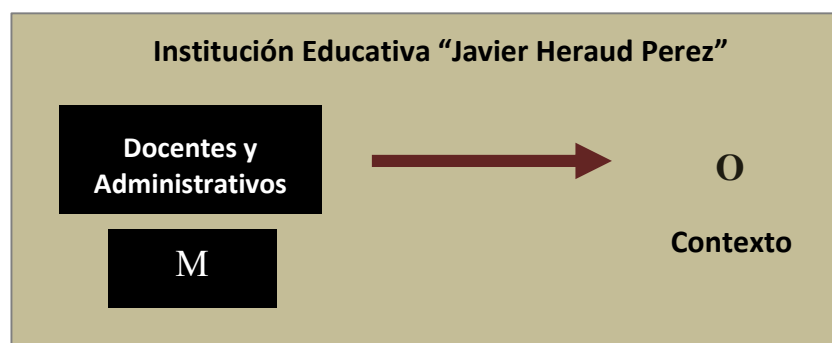 Institución Educativa “Javier Heraud Perez”
Docentes y
Administrativos
O
Contexto
M